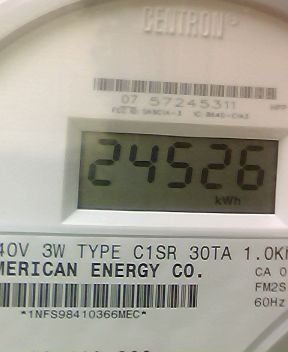 CENTRON
07 57245311
24526
kWh
40V 3W TYPE C1SR 30TA 1.0K
MERICAN ENERGY CO.
CA 0
FM2S
60Hz
*1NFS98410366MEC*